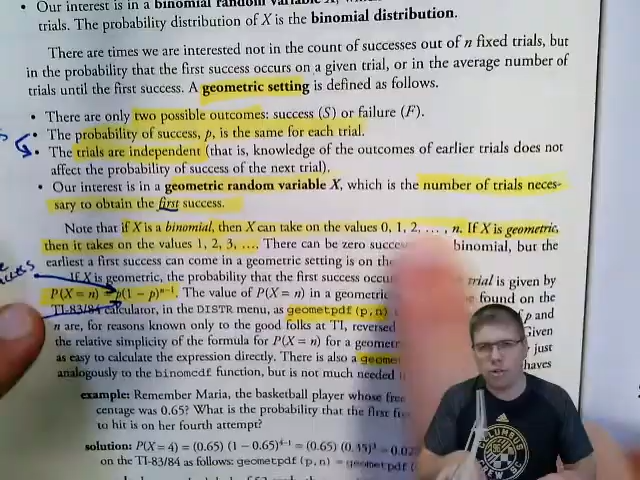 • Our interest is in a binomial random variable X, which is
trials. The probability distribution of X is the binomial distribution.
There are times we are interested not in the count of successes out of n fixed trials, but
in the probability that the first success occurs on a given trial, or in the average number of
trials until the first success. A geometric setting is defined as follows.
• There are only two possible outcomes: success (S) or failure (F).
• The probability of success, p, is the same for each trial.
• The trials are independent (that is, knowledge of the outcomes of earlier trials does not
affect the probability of success of the next trial).
• Our interest is in a geometric random variable X, which is the number of trials neces-
sary to obtain the first success.
Note that if X is a binomial, then X can take on the values 0, 1, 2, …, n. If X is geometric,
then it takes on the values 1, 2, 3, …. There can be zero succe binomial, but the
earliest a first success can come in a geometric setting is on the
If X is geometric, the probability that the first success occu trial is given by
P(X = n) = p(1 − p)ⁿ⁻¹. The value of P(X = n) in a geometric found on the
TI-83/84 calculator, in the DISTR menu, as geometpdf(p,n) p and
n are, for reasons known only to the good folks at TI, reversed Given
the relative simplicity of the formula for P(X = n) for a geometr just
as easy to calculate the expression directly. There is also a geome haves
analogously to the binomcdf function, but is not much needed
example: Remember Maria, the basketball player whose free
centage was 0.65? What is the probability that the first fr
to hit is on her fourth attempt?
solution: P(X = 4) = (0.65) (1 − 0.65)⁴⁻¹ = (0.65) (0.35)³ = 0.02
on the TI-83/84 as follows: geometpdf(p,n) = geometpdf(
COLUMBUS
96
CREW SC